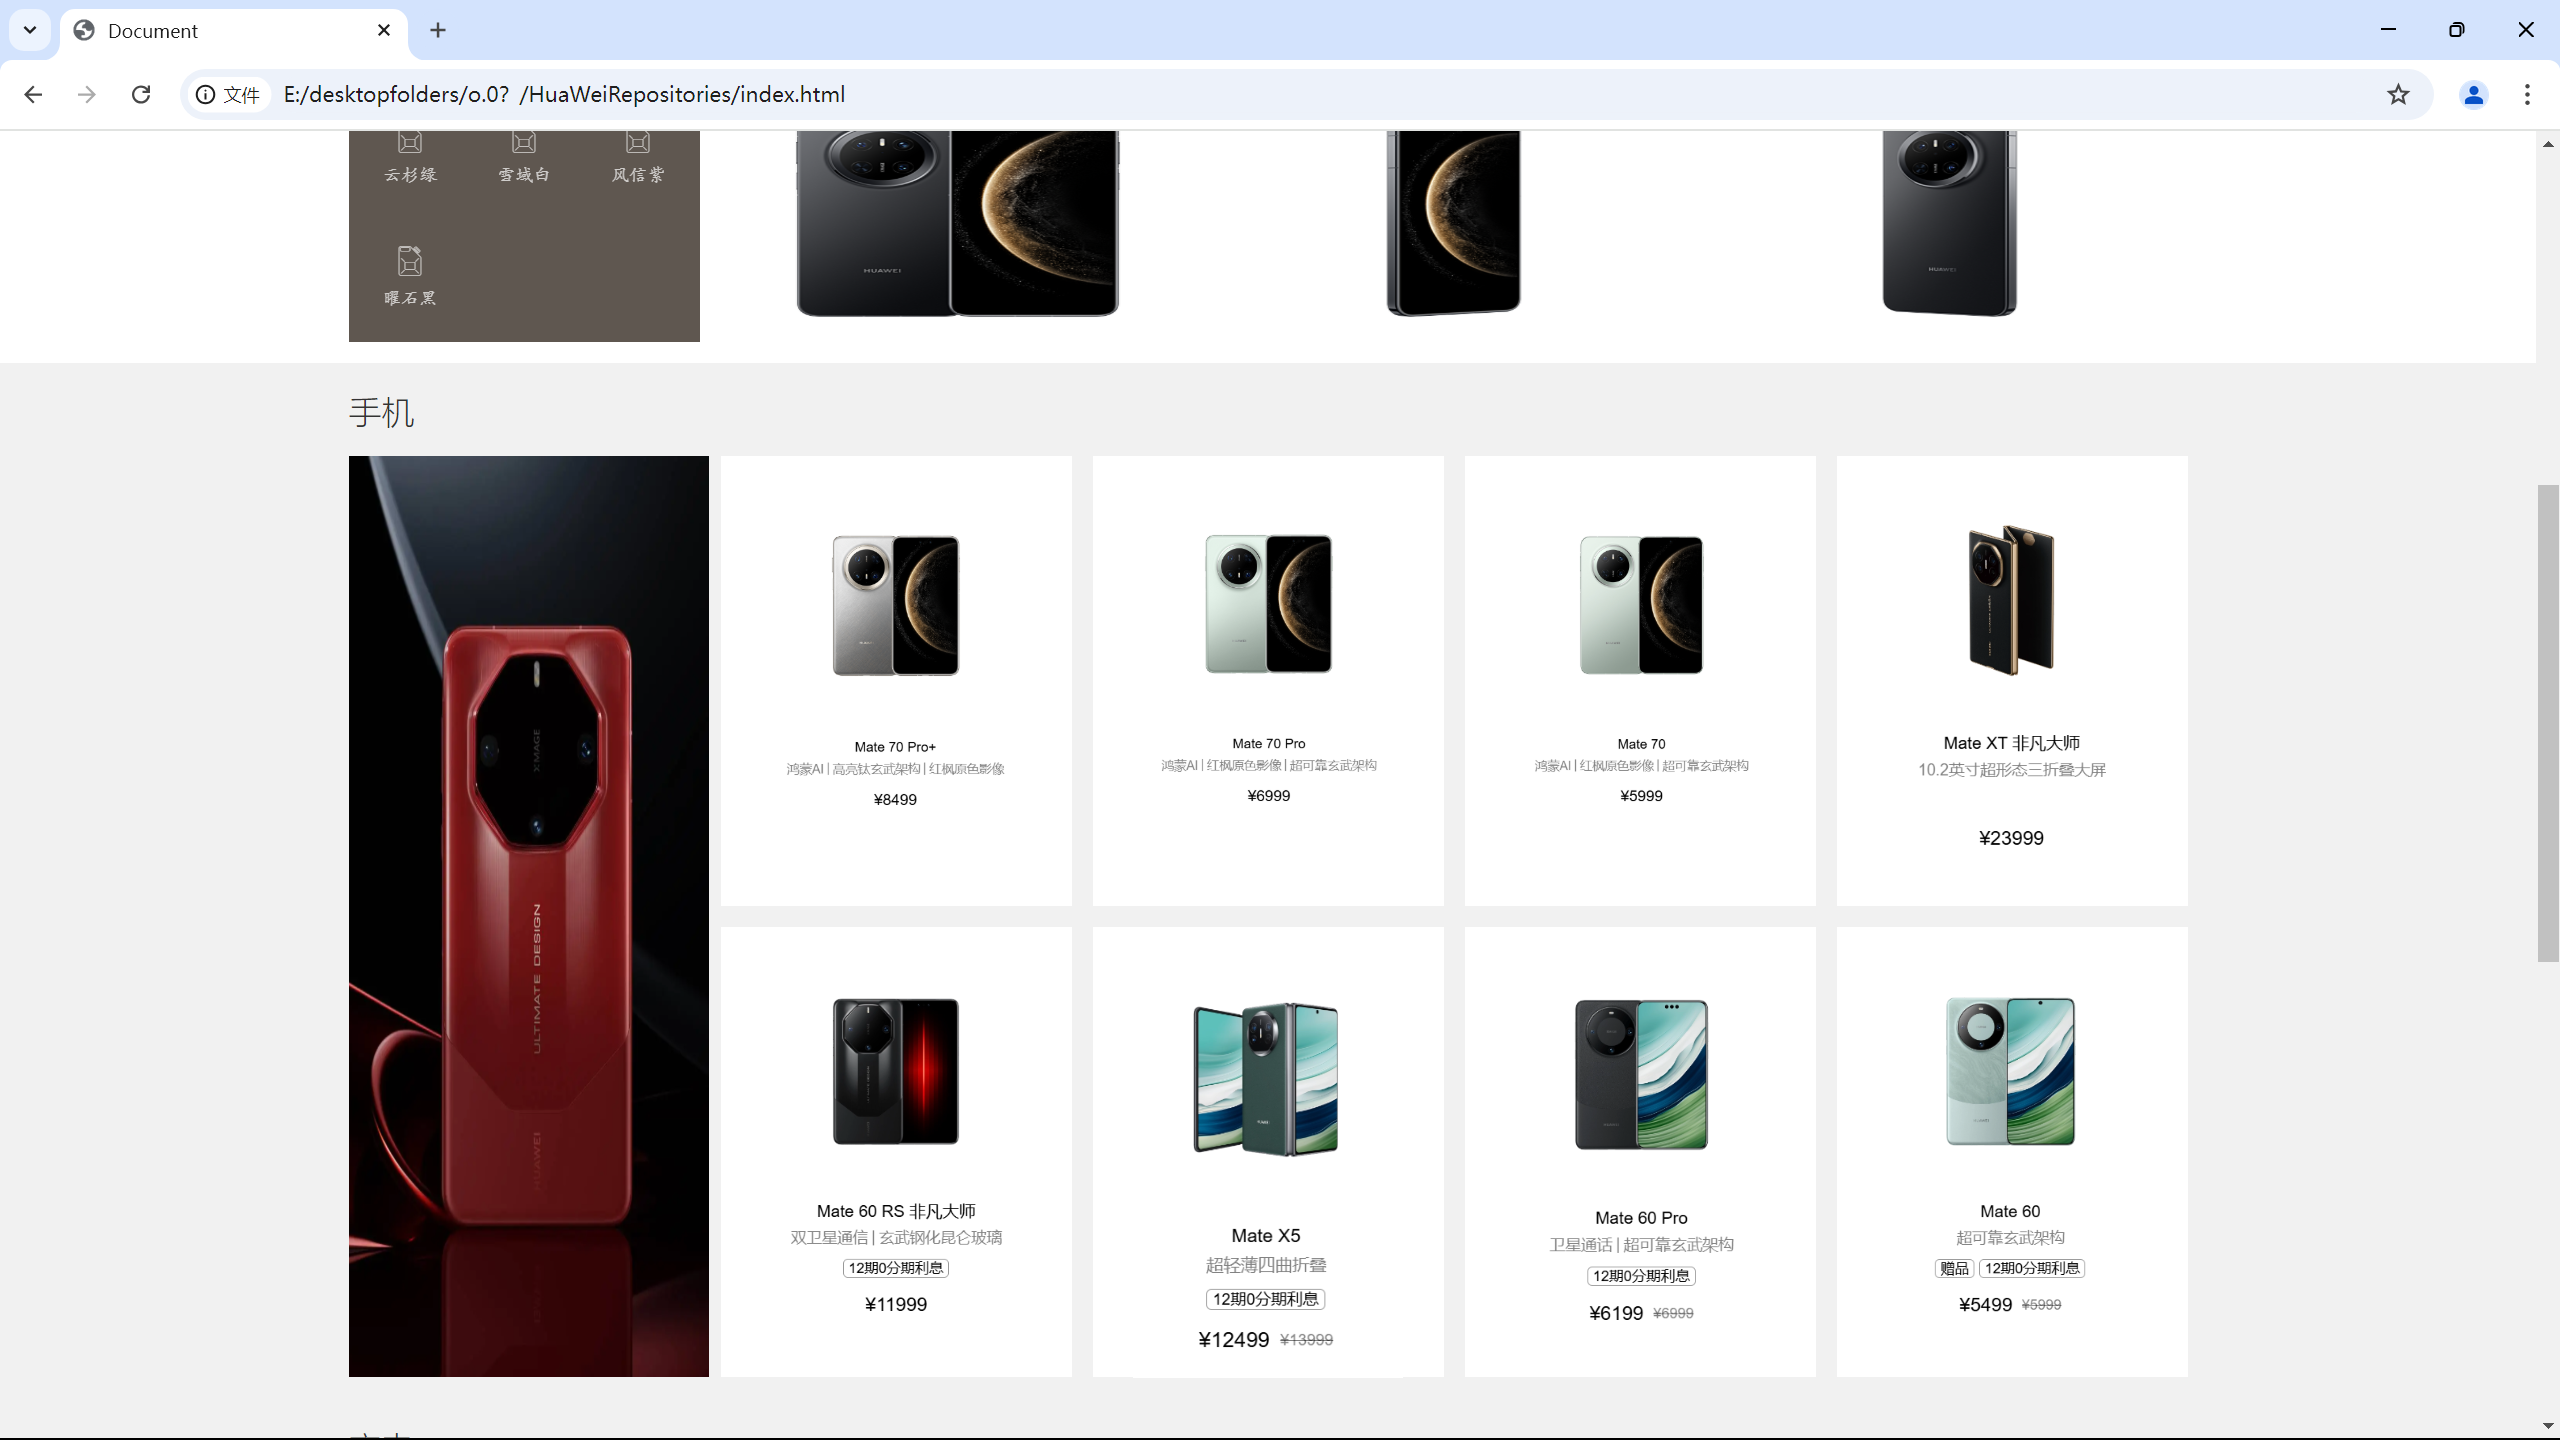 Document
文件
E:/desktopfolders/o.0? /HuaWeiRepositories/index.html
云杉绿 雪域白 风信紫
曜石黑
HUAWEI
HUAWEI
手机
XMAGE
ULTIMATE DESIGN
HUAWEI
Mate 70 Pro+
鸿蒙AI | 高亮钛玄武架构 | 红枫原色影像
¥8499
Mate 70 Pro
鸿蒙AI | 红枫原色影像 | 超可靠玄武架构
¥6999
Mate 70
鸿蒙AI | 红枫原色影像 | 超可靠玄武架构
¥5999
Mate XT 非凡大师
10.2英寸超形态三折叠大屏
¥23999
Mate 60 RS 非凡大师
双卫星通信 | 玄武钢化昆仑玻璃
12期0分期利息
¥11999
Mate X5
超轻薄四曲折叠
12期0分期利息
¥12499 ¥13999
Mate 60 Pro
卫星通话 | 超可靠玄武架构
12期0分期利息
¥6199 ¥6999
Mate 60
超可靠玄武架构
赠品 12期0分期利息
¥5499 ¥5999